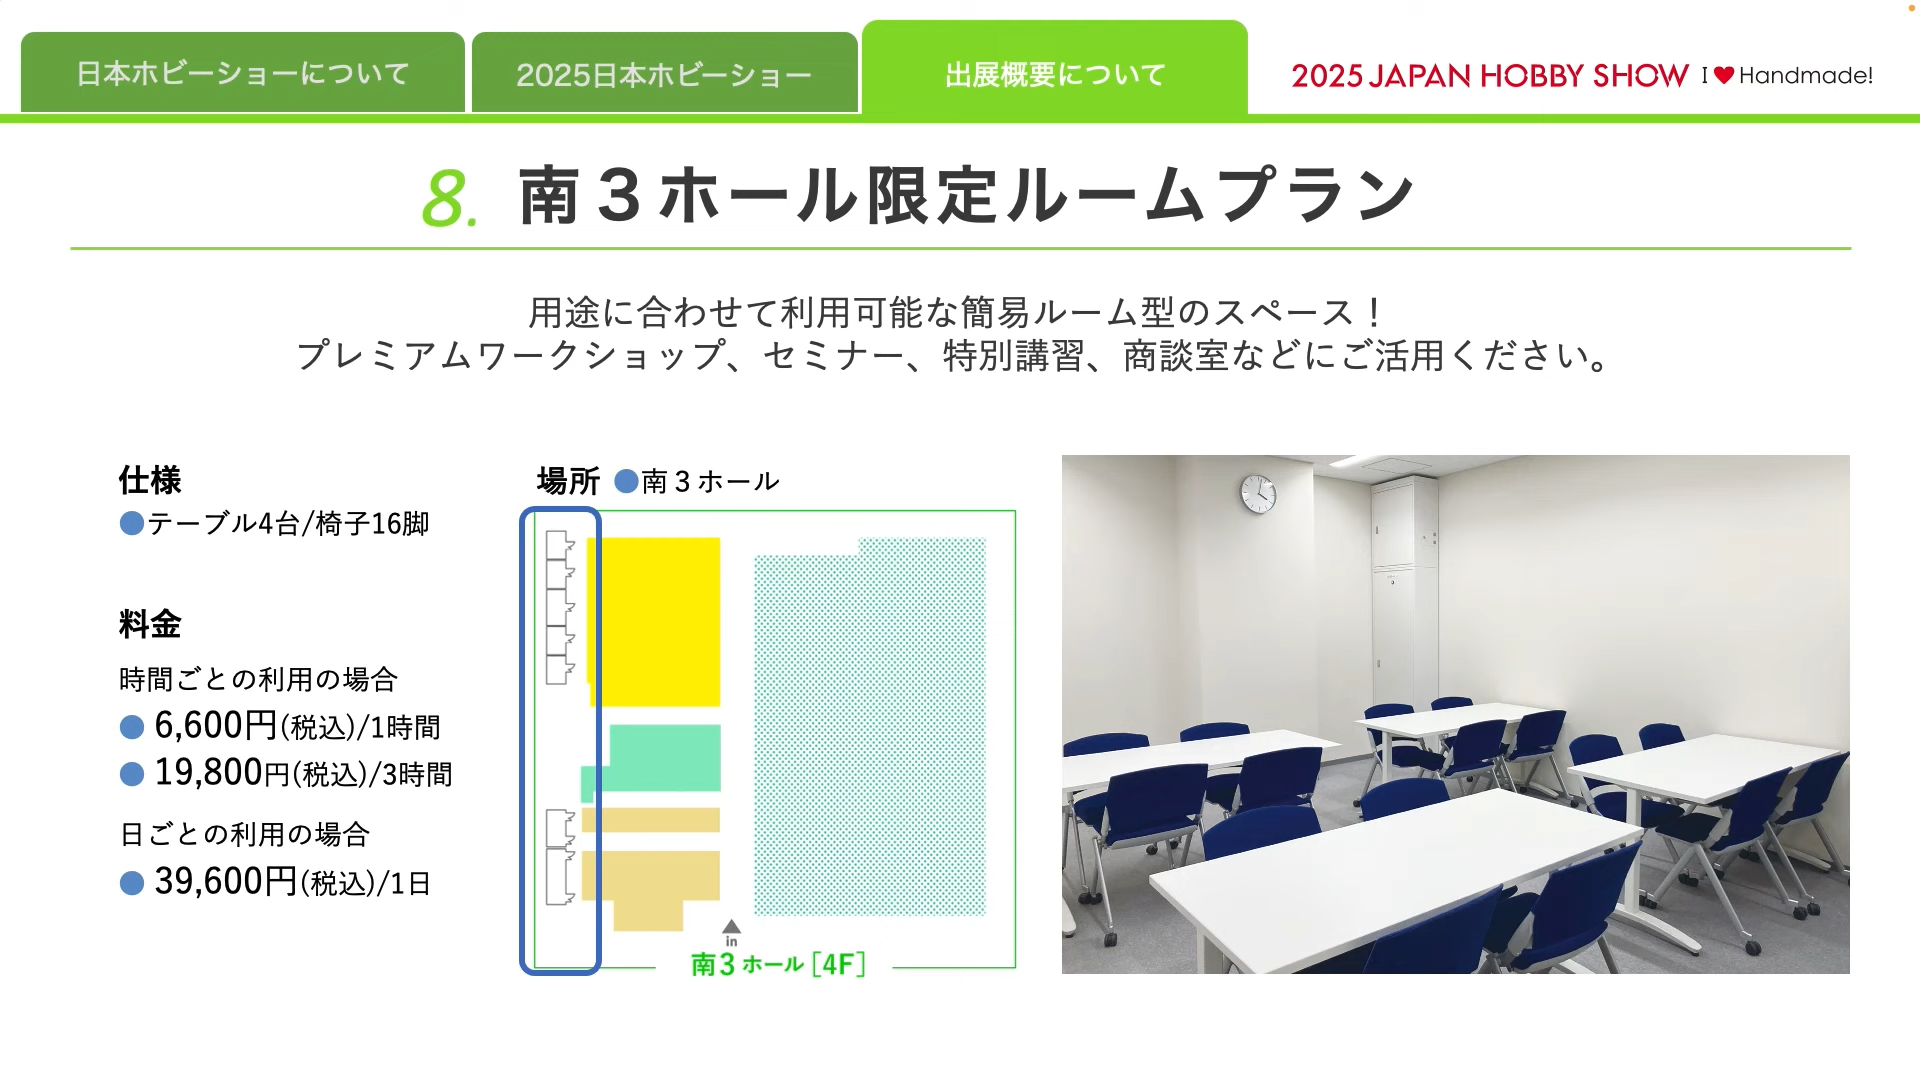 日本ホビーショーについて
2025日本ホビーショー
出展概要について
2025 JAPAN HOBBY SHOW I ♥ Handmade!
8. 南３ホール限定ルームプラン
用途に合わせて利用可能な簡易ルーム型のスペース！
プレミアムワークショップ、セミナー、特別講習、商談室などにご活用ください。
仕様
●テーブル4台/椅子16脚
料金
時間ごとの利用の場合
● 6,600円(税込)/1時間
● 19,800円(税込)/3時間
日ごとの利用の場合
● 39,600円(税込)/1日
場所 ●南３ホール
in
南3 ホール [4F]